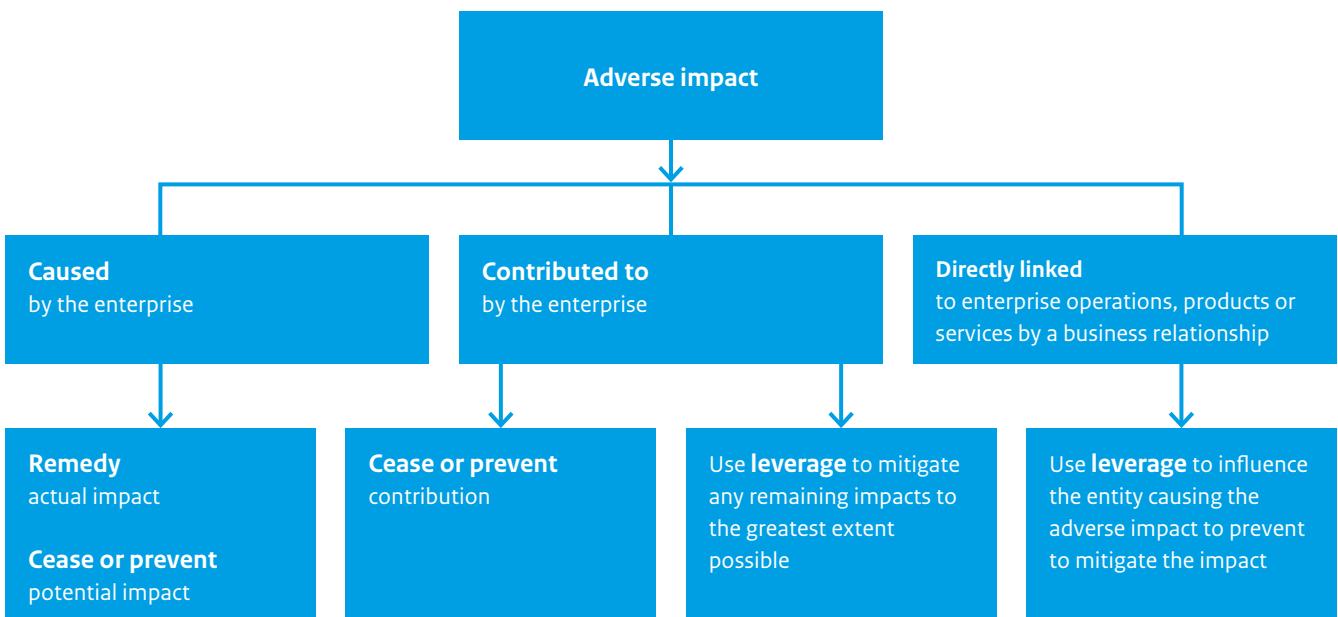 Adverse impact
Caused
by the enterprise
Contributed to
by the enterprise
Directly linked
to enterprise operations, products or
services by a business relationship
Remedy
actual impact
Cease or prevent
potential impact
Cease or prevent
contribution
Use leverage to mitigate
any remaining impacts to
the greatest extent
possible
Use leverage to influence
the entity causing the
adverse impact to prevent
to mitigate the impact